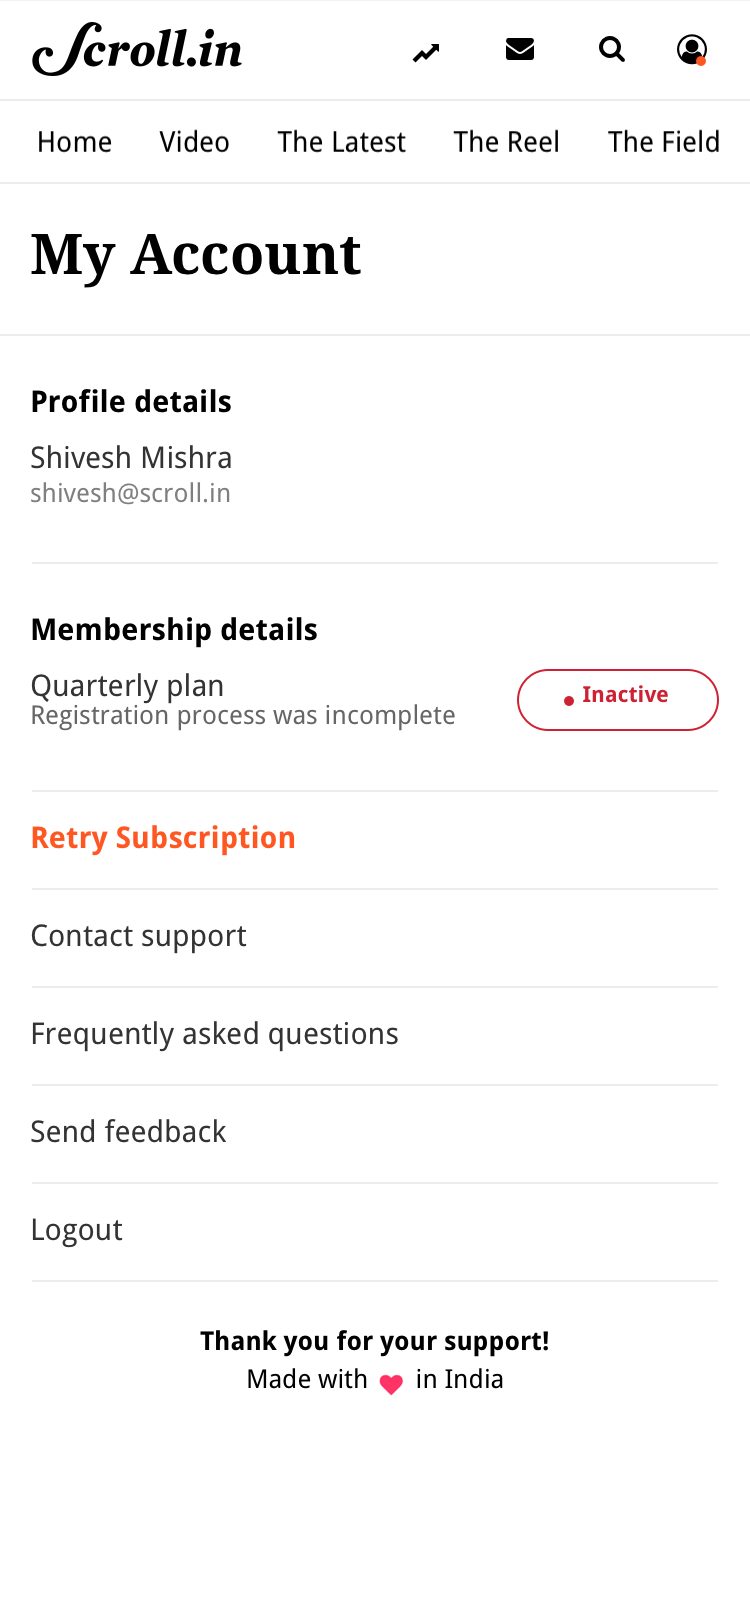 Scroll.in
Home Video The Latest The Reel The Field
My Account
Profile details
Shivesh Mishra
shivesh@scroll.in
Membership details
Quarterly plan
Registration process was incomplete
Inactive
Retry Subscription
Contact support
Frequently asked questions
Send feedback
Logout
Thank you for your support!
Made with in India